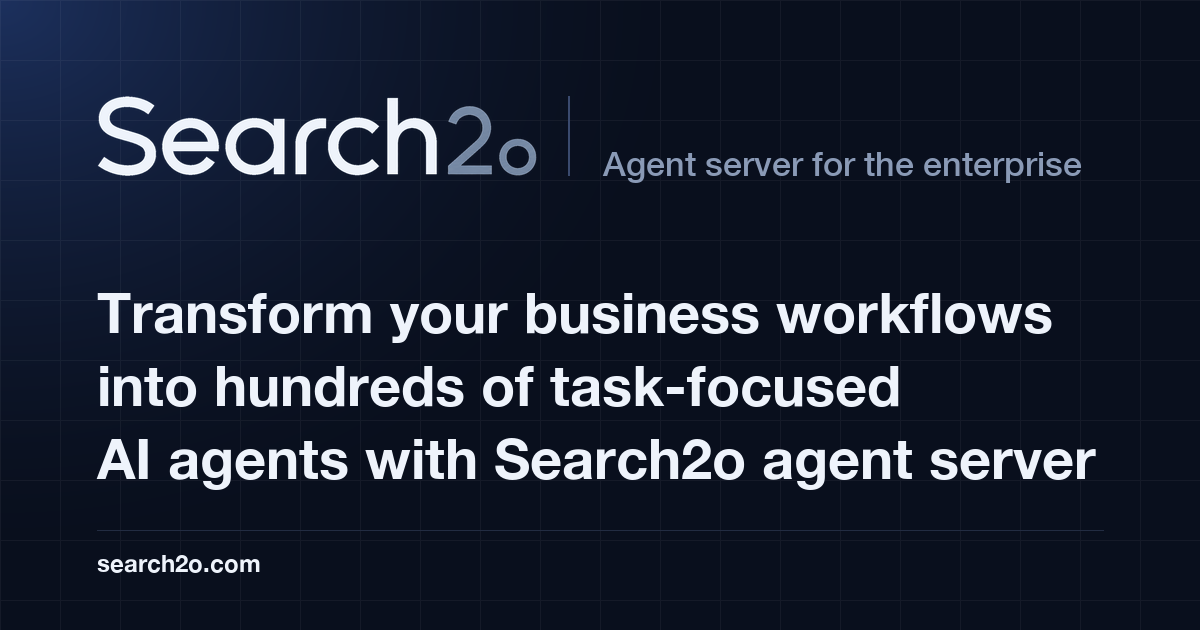 Search2o
Agent server for the enterprise
Transform your business workflows
into hundreds of task-focused
AI agents with Search2o agent server
search2o.com